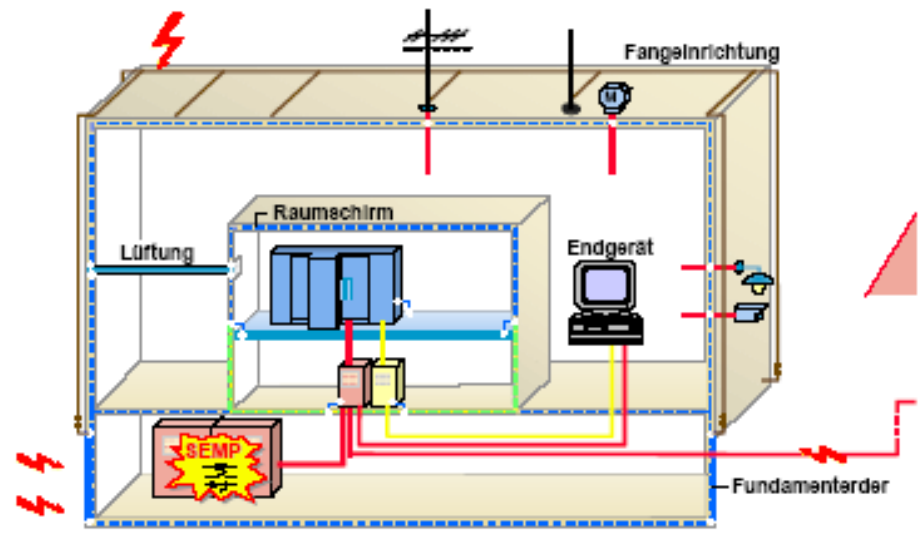 Fangeinrichtung
M
Raumschirm
Lüftung
Endgerät
SEMP
Fundamenterder